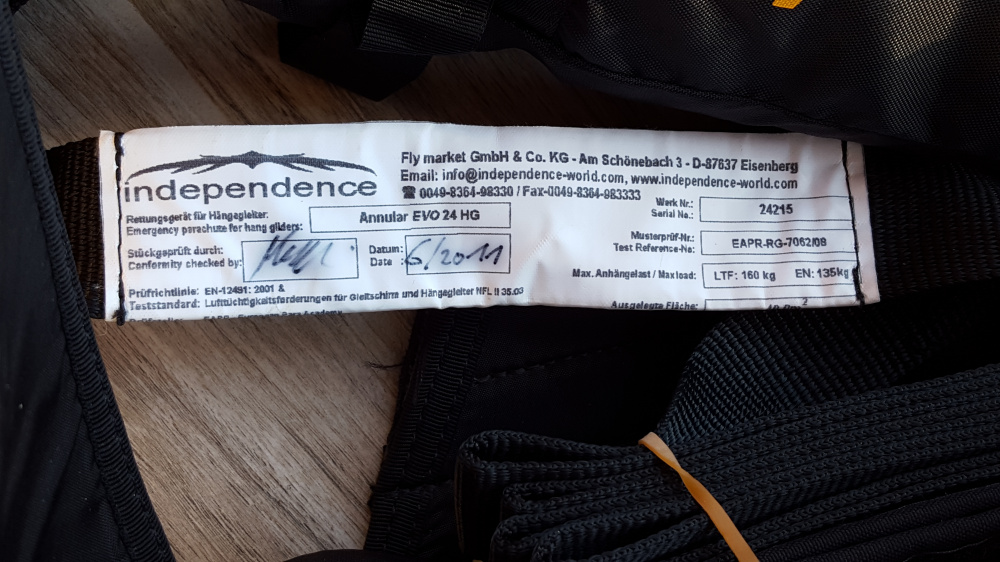 independence
Fly market GmbH & Co. KG - Am Schönebach 3 - D-87637 Eisenberg
Email: info@independence-world.com, www.independence-world.com
☎ 0049-8364-98330 / Fax-0049-8364-983333
Rettungsgerät für Hängegleiter:
Emergency parachute for hang gliders:
Annular EVO 24 HG
Werk Nr.:
Serial No.:
24215
Stückgeprüft durch:
Conformity checked by:
Datum:
Date :
6/2011
Musterprüf-Nr.:
Test Reference-No:
EAPR-RG-7062/08
Max. Anhängelast / Maxload:
LTF: 160 kg EN: 135kg
Prüfrichtlinie: EN-12491: 2001 &
Teststandard: Lufttüchtigkeitsforderungen für Gleitschirme und Hängegleiter NFL II 35.03
Ausgelegte Fläche: